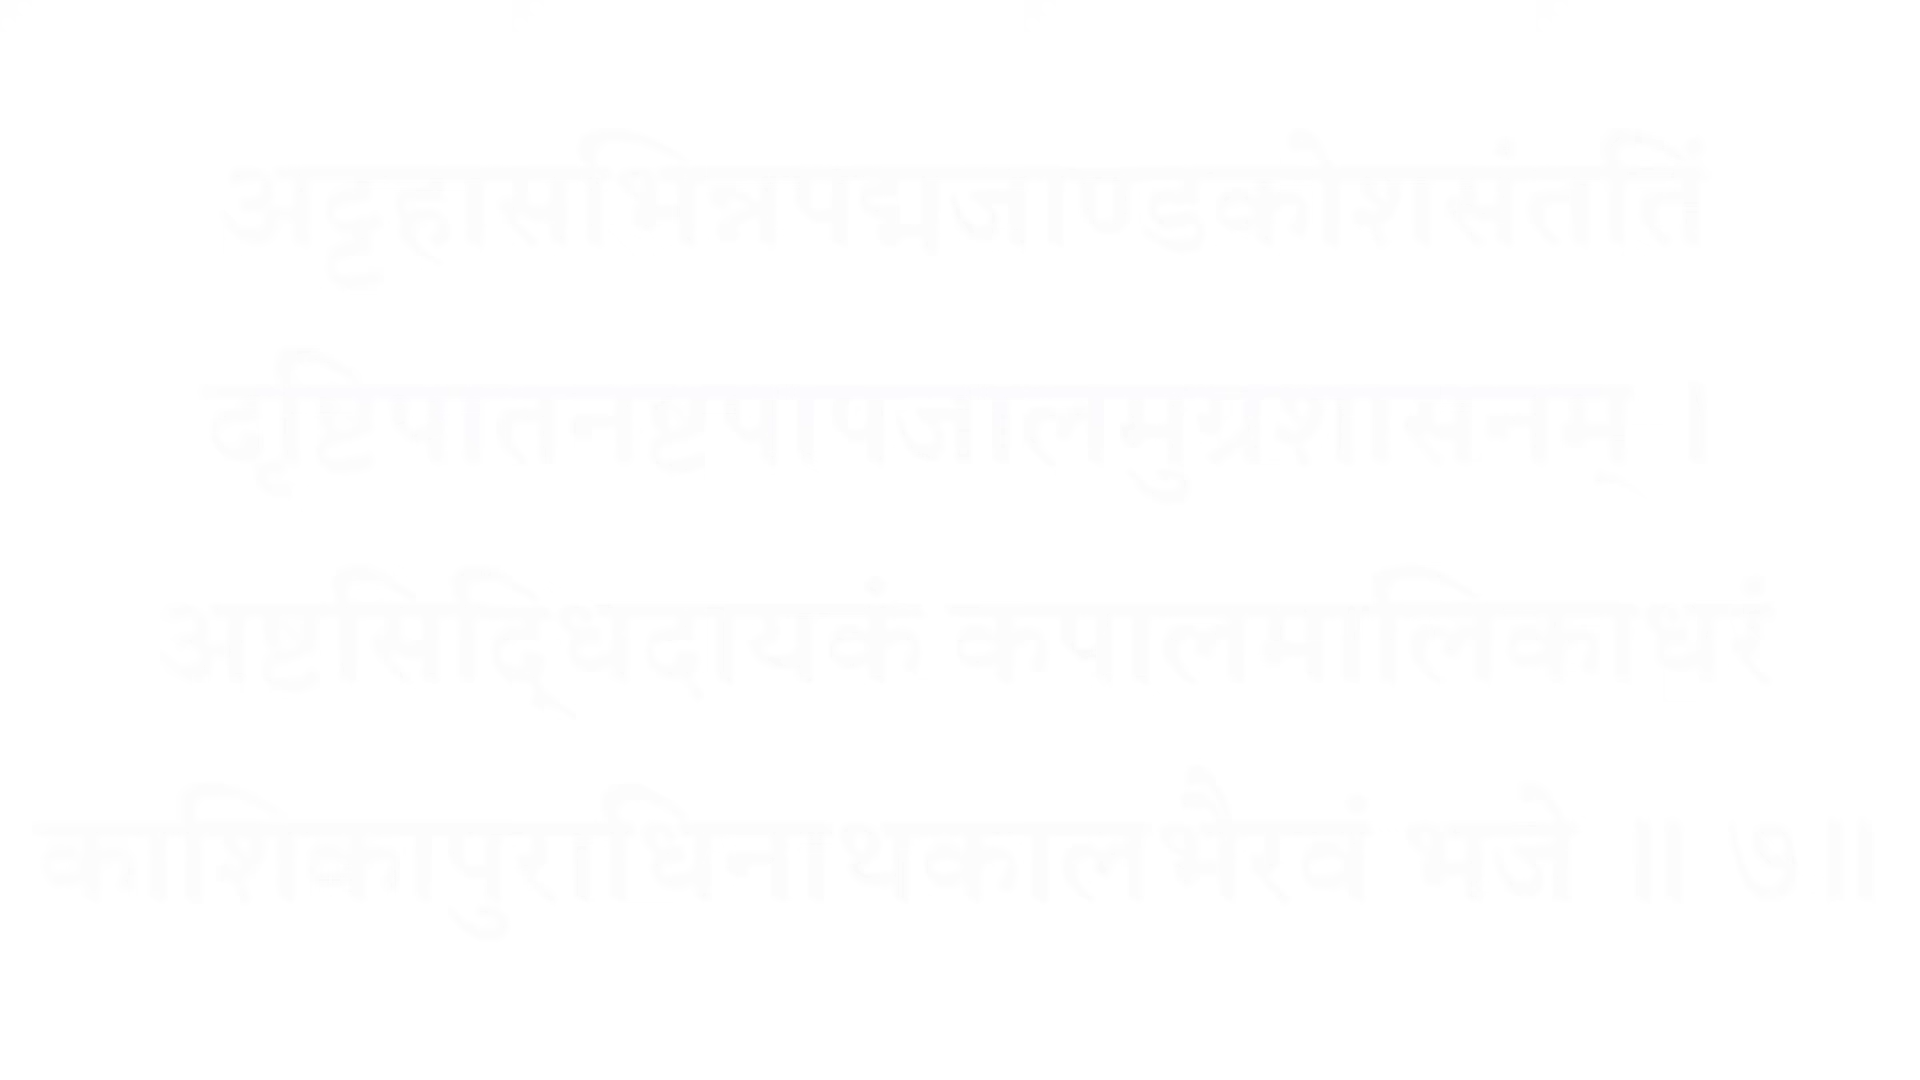 अट्टहासभिन्नपद्मजाण्डकोशसंततिं
दृष्टिपातनष्टपापजालमुग्रशासनम् ।
अष्टसिद्धिदायकं कपालमालिकाधरं
काशिकापुराधिनाथकालभैरवं भजे ॥ ७॥